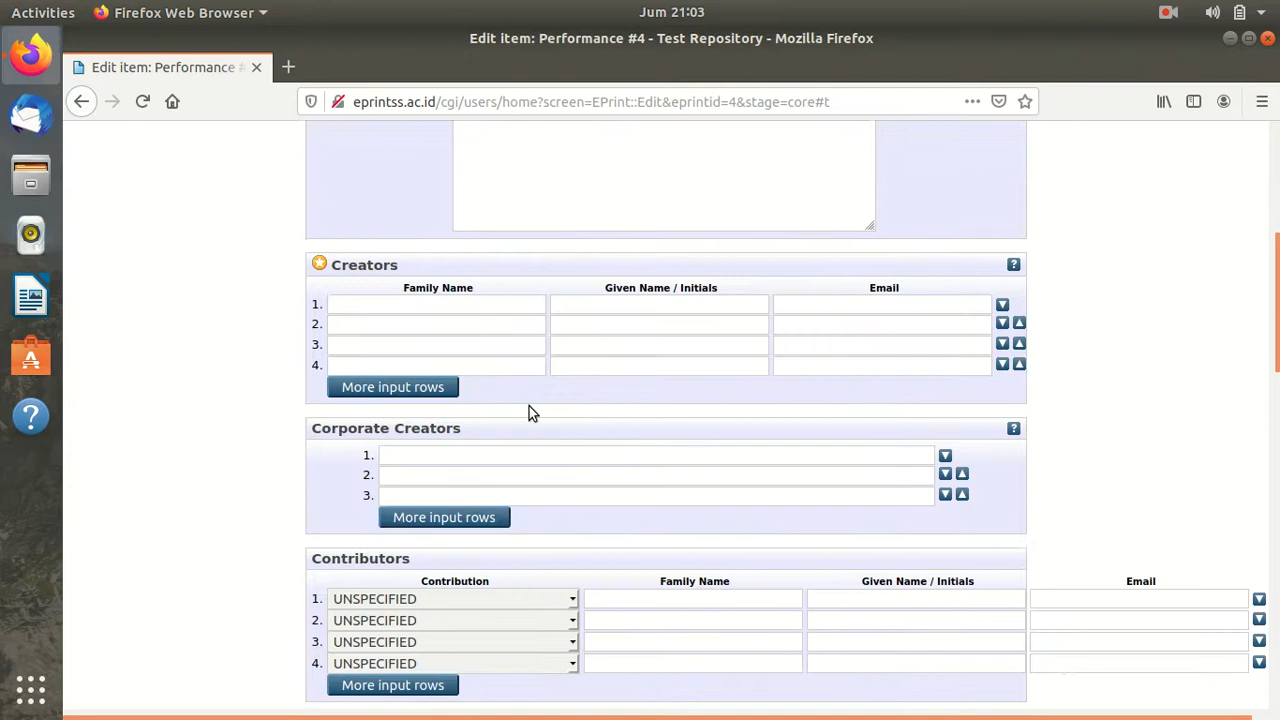 Activities
Firefox Web Browser
Jum 21:03
Edit item: Performance #4 - Test Repository - Mozilla Firefox
Edit item: Performance #
eprintss.ac.id/cgi/users/home?screen=EPrint::Edit&eprintid=4&stage=core#t
Creators
?
Family Name Given Name / Initials Email
1.
2.
3.
4.
More input rows
Corporate Creators
?
1.
2.
3.
More input rows
Contributors
Contribution Family Name Given Name / Initials Email
1. UNSPECIFIED
2. UNSPECIFIED
3. UNSPECIFIED
4. UNSPECIFIED
More input rows